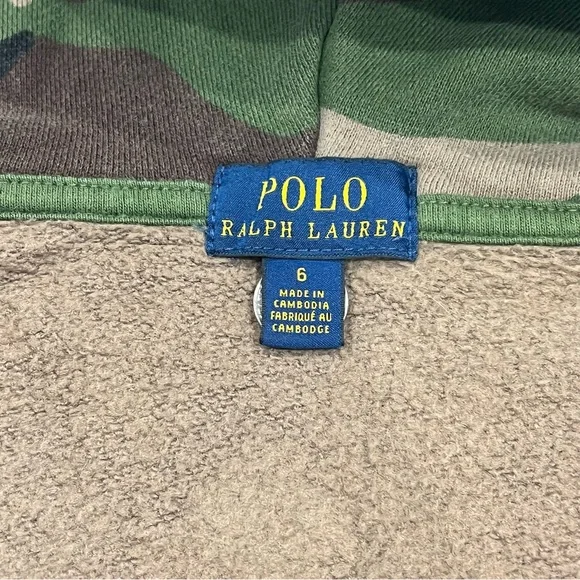 POLO
RALPH LAUREN
6
MADE IN
CAMBODIA
FABRIQUÉ AU
CAMBODGE